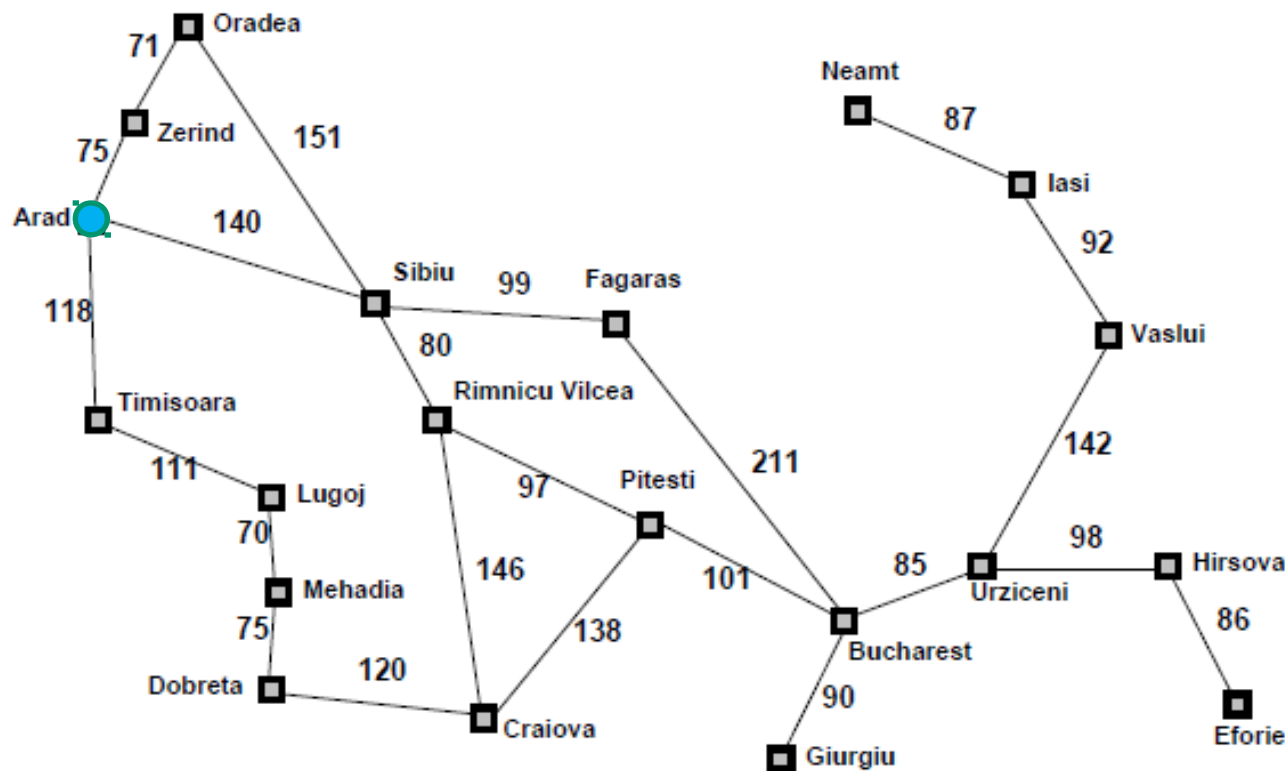 Oradea
71
Neamt
87
Zerind
151
75
Iasi
Arad
140
92
Sibiu
99
Fagaras
118
Vaslui
80
Rimnicu Vilcea
Timisoara
142
111
211
97
Pitesti
Lugoj
70
98
Hirsova
146
101
85
Urziceni
Mehadia
86
75
138
Bucharest
120
Dobreta
90
Craiova
Eforie
Giurgiu